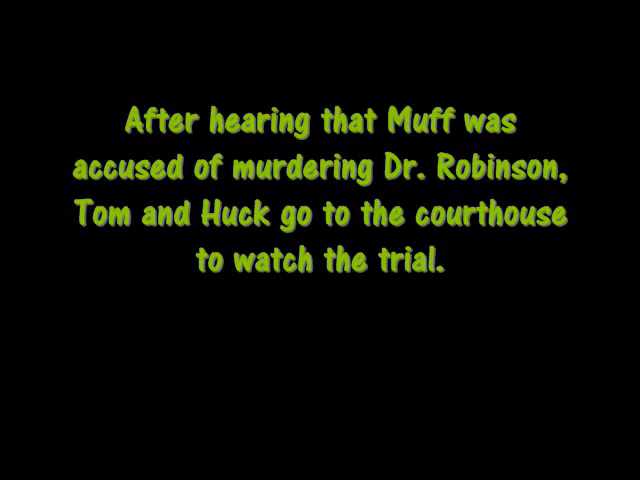 After hearing that Muff was
accused of murdering Dr. Robinson,
Tom and Huck go to the courthouse
to watch the trial.